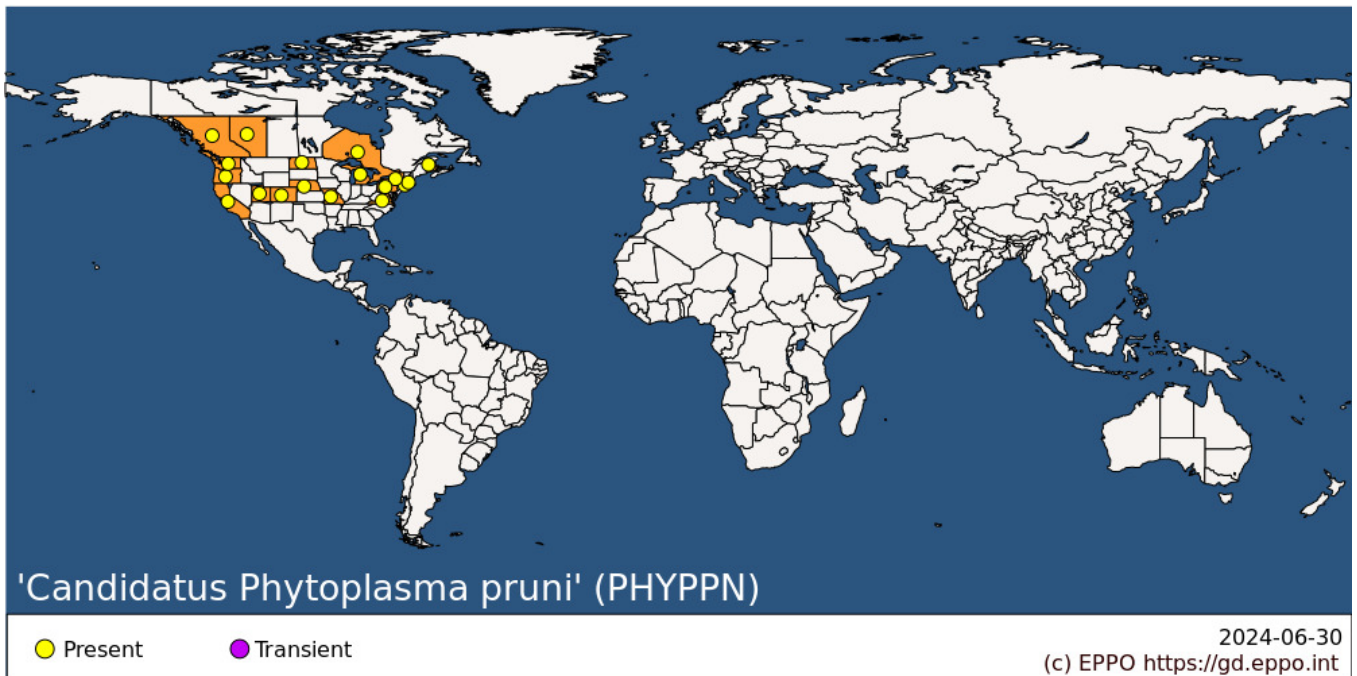 'Candidatus Phytoplasma pruni' (PHYPPN)
Present
Transient
2024-06-30
(c) EPPO https://gd.eppo.int